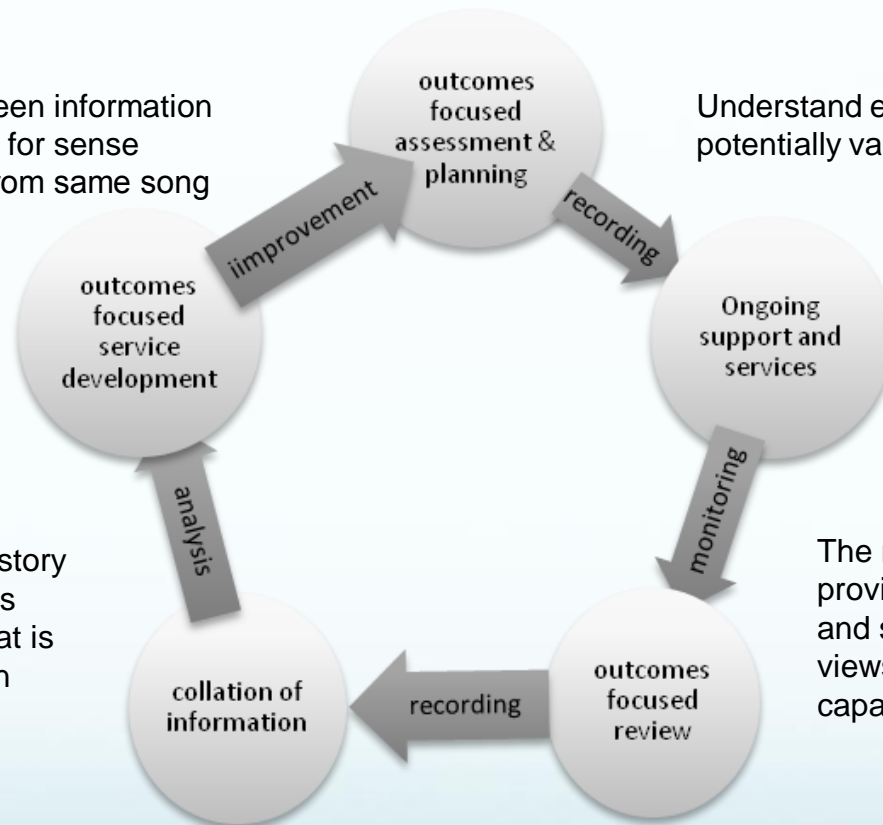 outcomes
focused
assessment &
planning
een information
for sense
rom same song
Understand e
potentially va
iimprovement
recording
outcomes
focused
service
development
Ongoing
support and
services
analysis
monitoring
story
s
at is
n
The
provi
and s
views
capa
collation of
information
recording
outcomes
focused
review